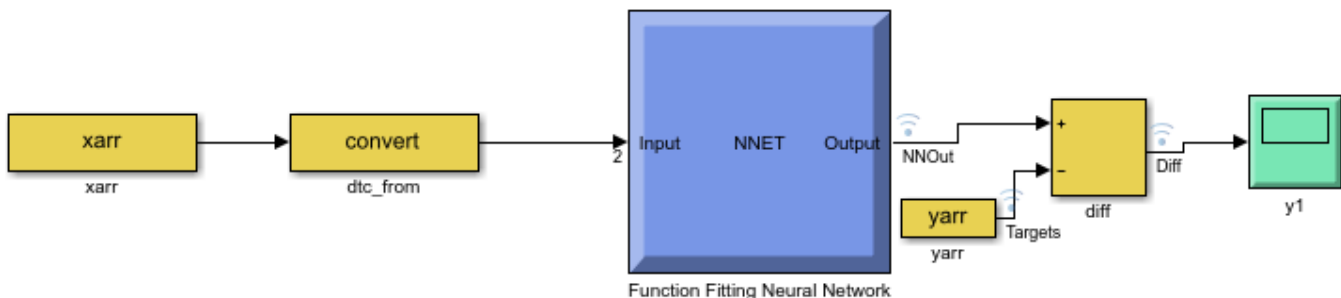 xarr
xarr
convert
dtc_from
2
Input
NNET
Output
Function Fitting Neural Network
NNOut
yarr
yarr
Targets
+
−
diff
Diff
y1